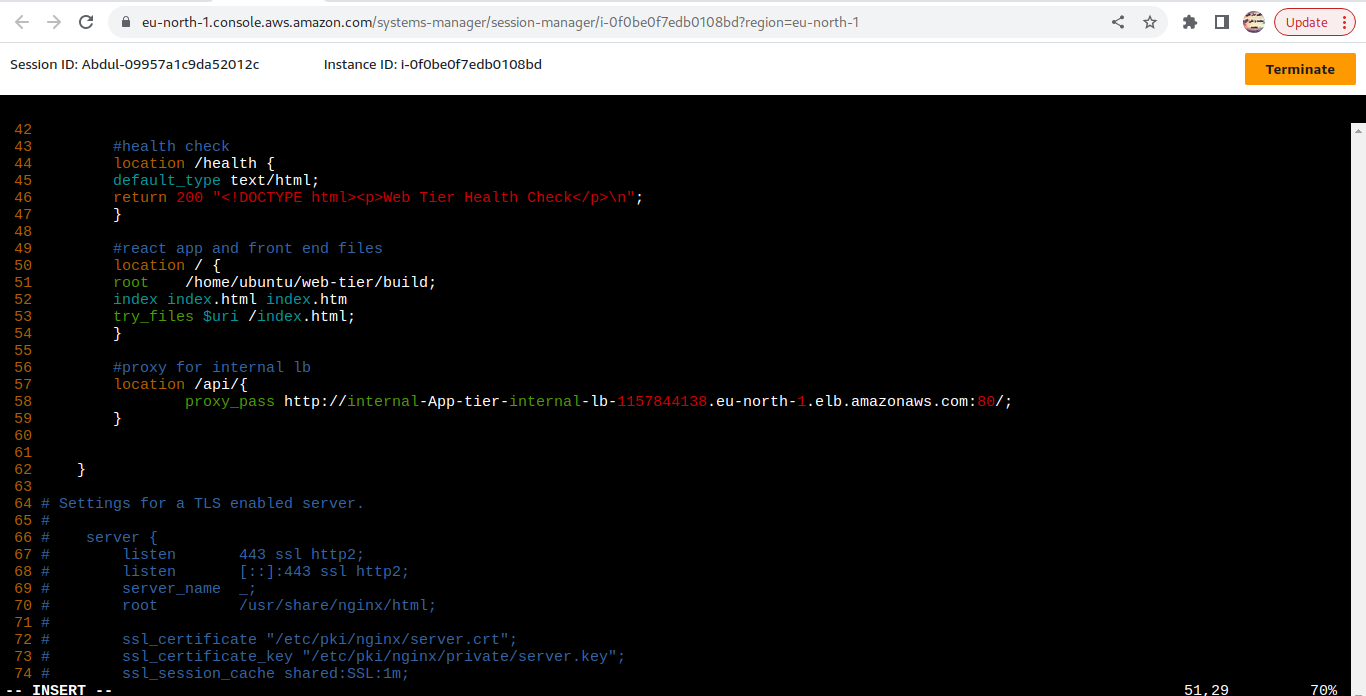 eu-north-1.console.aws.amazon.com/systems-manager/session-manager/i-0f0be0f7edb0108bd?region=eu-north-1
Update
Session ID: Abdul-09957a1c9da52012c Instance ID: i-0f0be0f7edb0108bd
Terminate
42
43 #health check
44 location /health {
45 default_type text/html;
46 return 200 "<!DOCTYPE html><p>Web Tier Health Check</p>\n";
47 }
48
49 #react app and front end files
50 location / {
51 root    /home/ubuntu/web-tier/build;
52 index index.html index.htm
53 try_files $uri /index.html;
54 }
55
56 #proxy for internal lb
57 location /api/{
58 proxy_pass http://internal-App-tier-internal-lb-1157844138.eu-north-1.elb.amazonaws.com:80/;
59 }
60
61
62 }
63
64 # Settings for a TLS enabled server.
65 #
66 #    server {
67 #        listen       443 ssl http2;
68 #        listen       [::]:443 ssl http2;
69 #        server_name  _;
70 #        root         /usr/share/nginx/html;
71 #
72 #        ssl_certificate "/etc/pki/nginx/server.crt";
73 #        ssl_certificate_key "/etc/pki/nginx/private/server.key";
74 #        ssl_session_cache shared:SSL:1m;
-- INSERT -- 51,29 70%